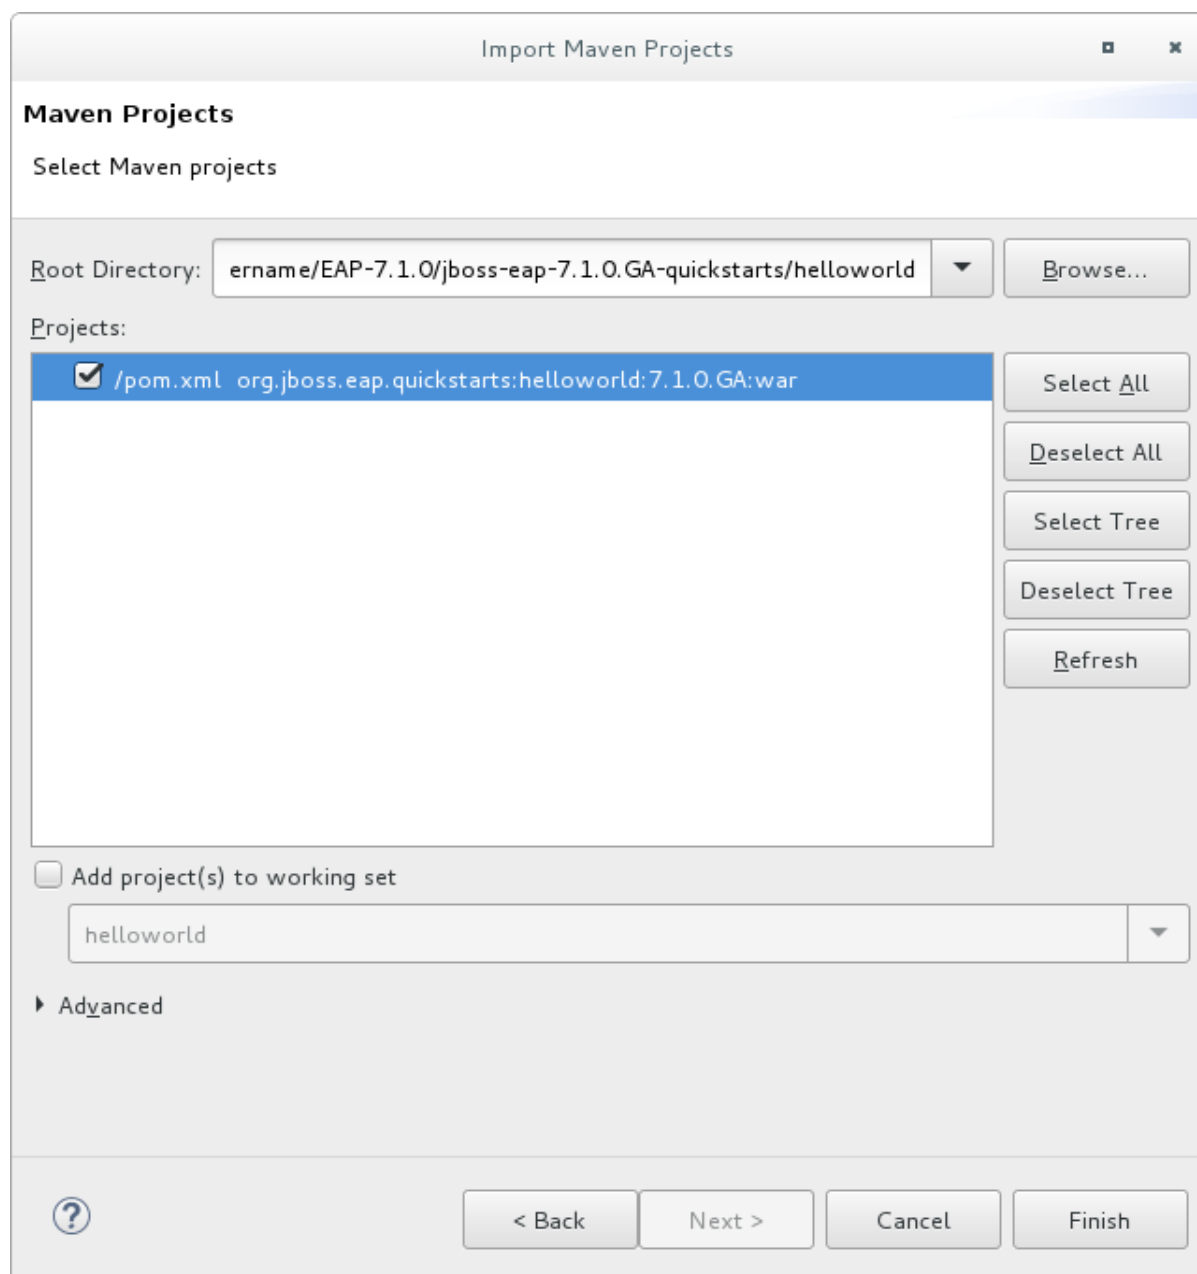 Import Maven Projects
Maven Projects
Select Maven projects
Root Directory: ername/EAP-7.1.0/jboss-eap-7.1.0.GA-quickstarts/helloworld Browse...
Projects:
/pom.xml org.jboss.eap.quickstarts:helloworld:7.1.0.GA:war
Select All
Deselect All
Select Tree
Deselect Tree
Refresh
Add project(s) to working set
helloworld
Advanced
? < Back Next > Cancel Finish